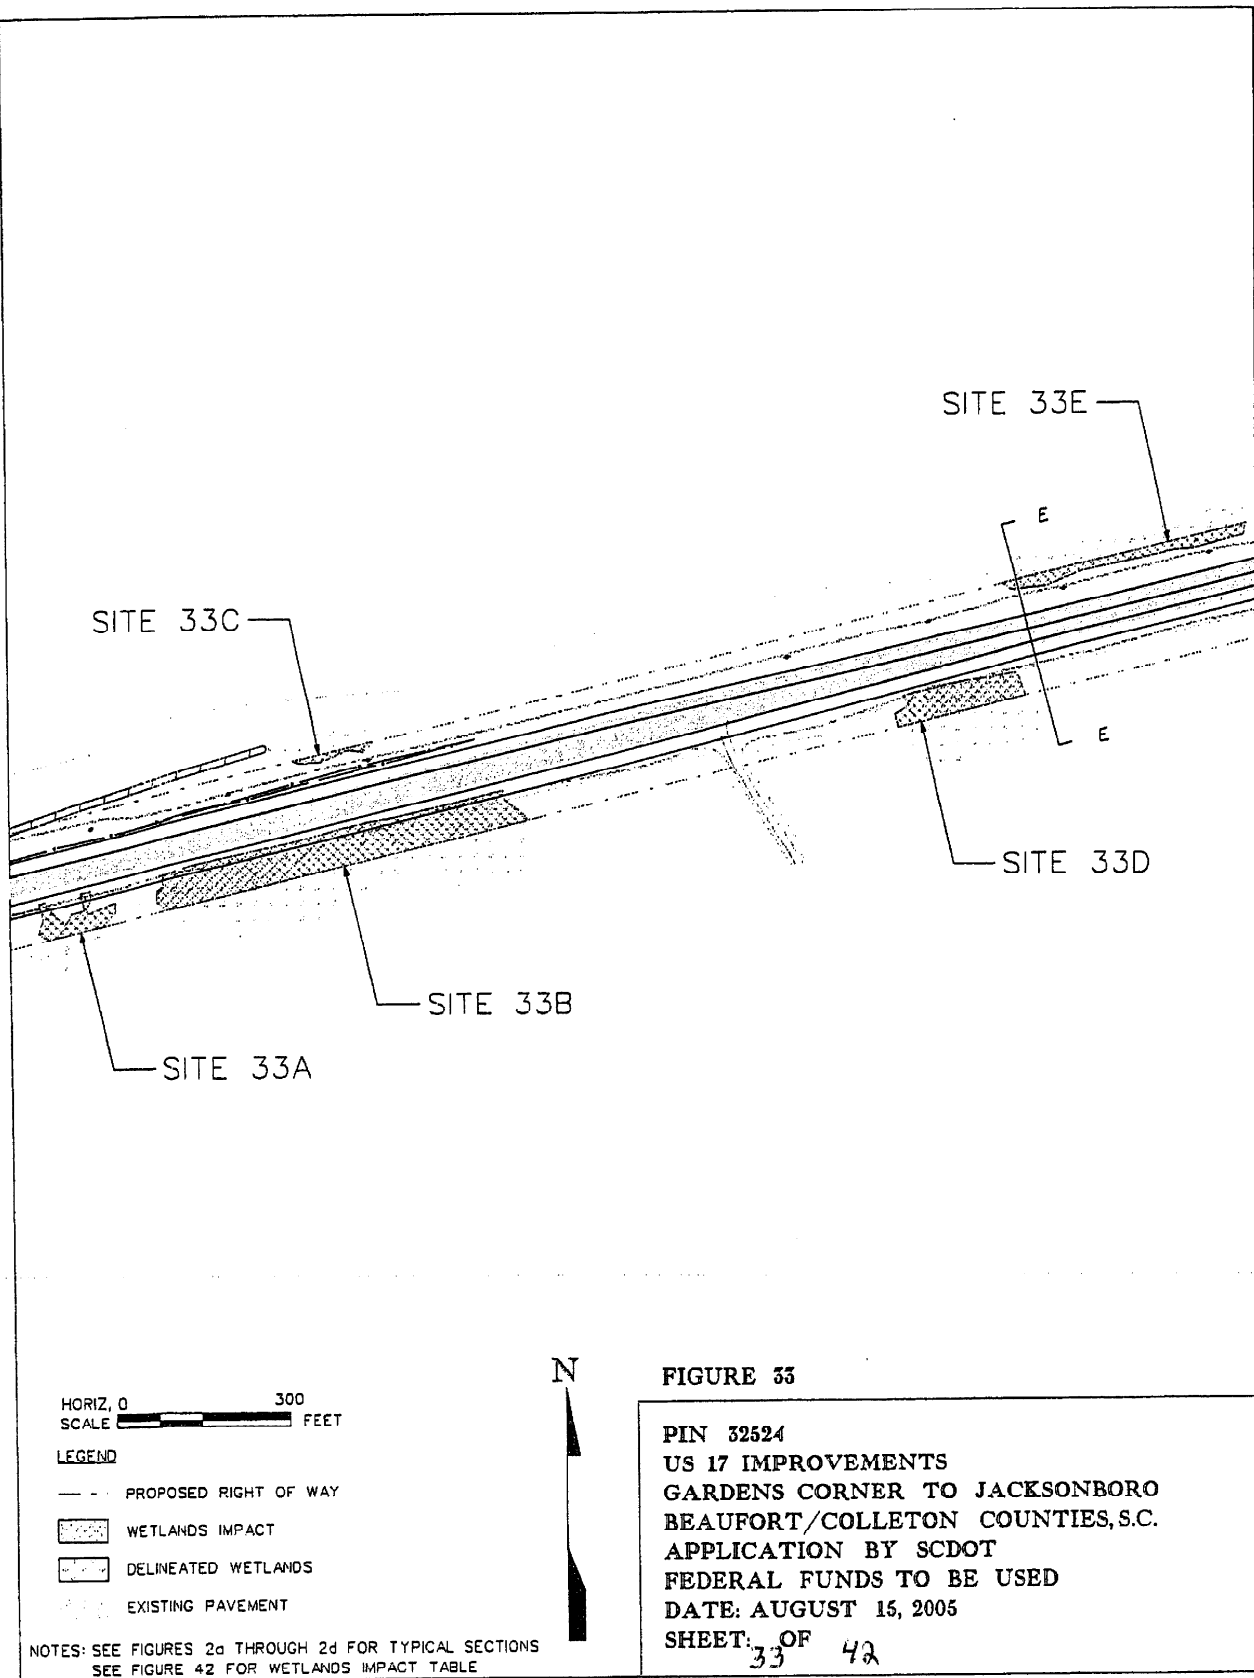 SITE 33E
E
SITE 33C
E
SITE 33D
SITE 33B
SITE 33A
N
FIGURE 33
HORIZ. 0 300
SCALE FEET
LEGEND
PROPOSED RIGHT OF WAY
WETLANDS IMPACT
DELINEATED WETLANDS
EXISTING PAVEMENT
NOTES: SEE FIGURES 2a THROUGH 2d FOR TYPICAL SECTIONS
SEE FIGURE 42 FOR WETLANDS IMPACT TABLE
PIN 32524
US 17 IMPROVEMENTS
GARDENS CORNER TO JACKSONBORO
BEAUFORT/COLLETON COUNTIES, S.C.
APPLICATION BY SCDOT
FEDERAL FUNDS TO BE USED
DATE: AUGUST 15, 2005
SHEET: 33 OF 42